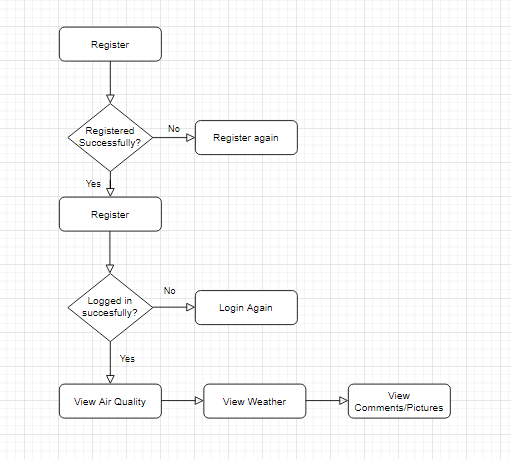 Register
Registered
Successfully?
No
Register again
Yes
Register
Logged in
succesfully?
No
Login Again
Yes
View Air Quality
View Weather
View
Comments/Pictures